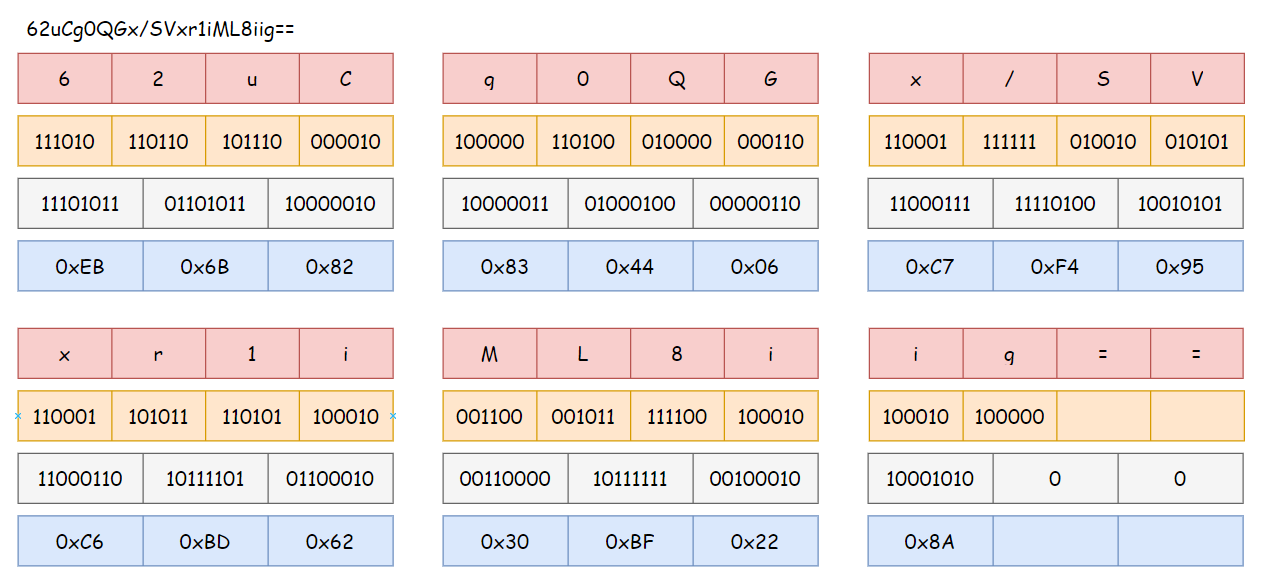 62uCg0QGx/SVxr1iML8iig==
6 2 u C g 0 Q G x / S V
111010 110110 101110 000010 100000 110100 010000 000110 110001 111111 010010 010101
11101011 01101011 10000010 10000011 01000100 00000110 11000111 11110100 10010101
0xEB 0x6B 0x82 0x83 0x44 0x06 0xC7 0xF4 0x95
x r 1 i M L 8 i i g = =
110001 101011 110101 100010 001100 001011 111100 100010 100010 100000
11000110 10111101 01100010 00110000 10111111 00100010 10001010 0 0
0xC6 0xBD 0x62 0x30 0xBF 0x22 0x8A